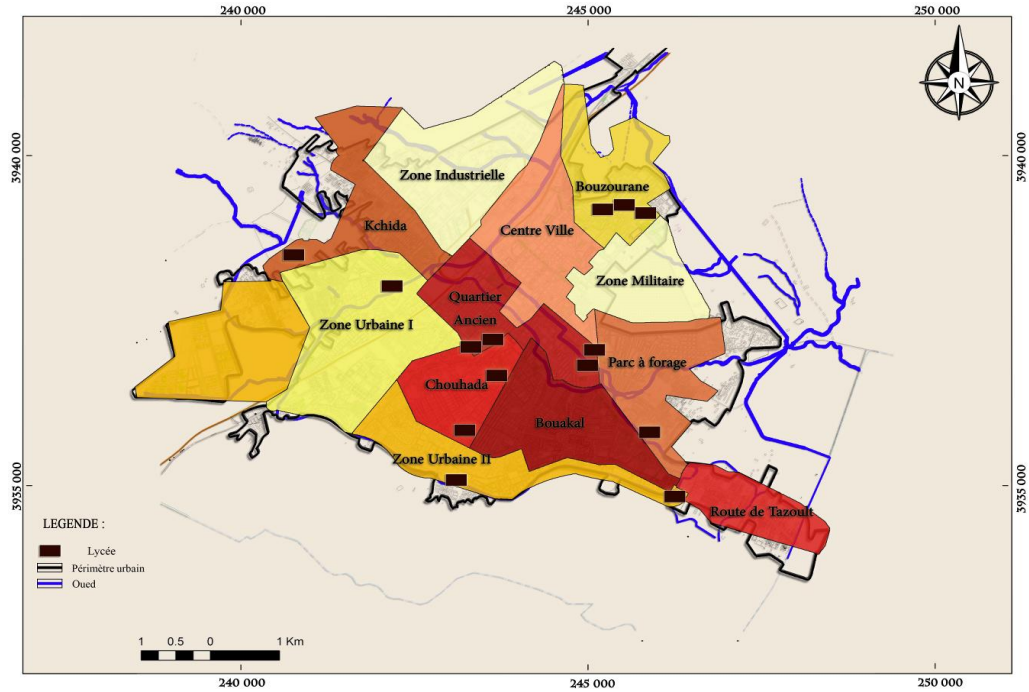 240 000
245 000
250 000
3940 000
3940 000
N
Zone Industrielle
Bouzourane
Kchida
Centre Ville
Zone Militaire
Quartier
Ancien
Zone Urbaine I
Parc à forage
Chouhada
Bouakal
Zone Urbaine II
3935 000
3935 000
Route de Tazoult
LEGENDE :
Lycée
Périmètre urbain
Oued
1 0.5 0 1 Km
240 000
245 000
250 000